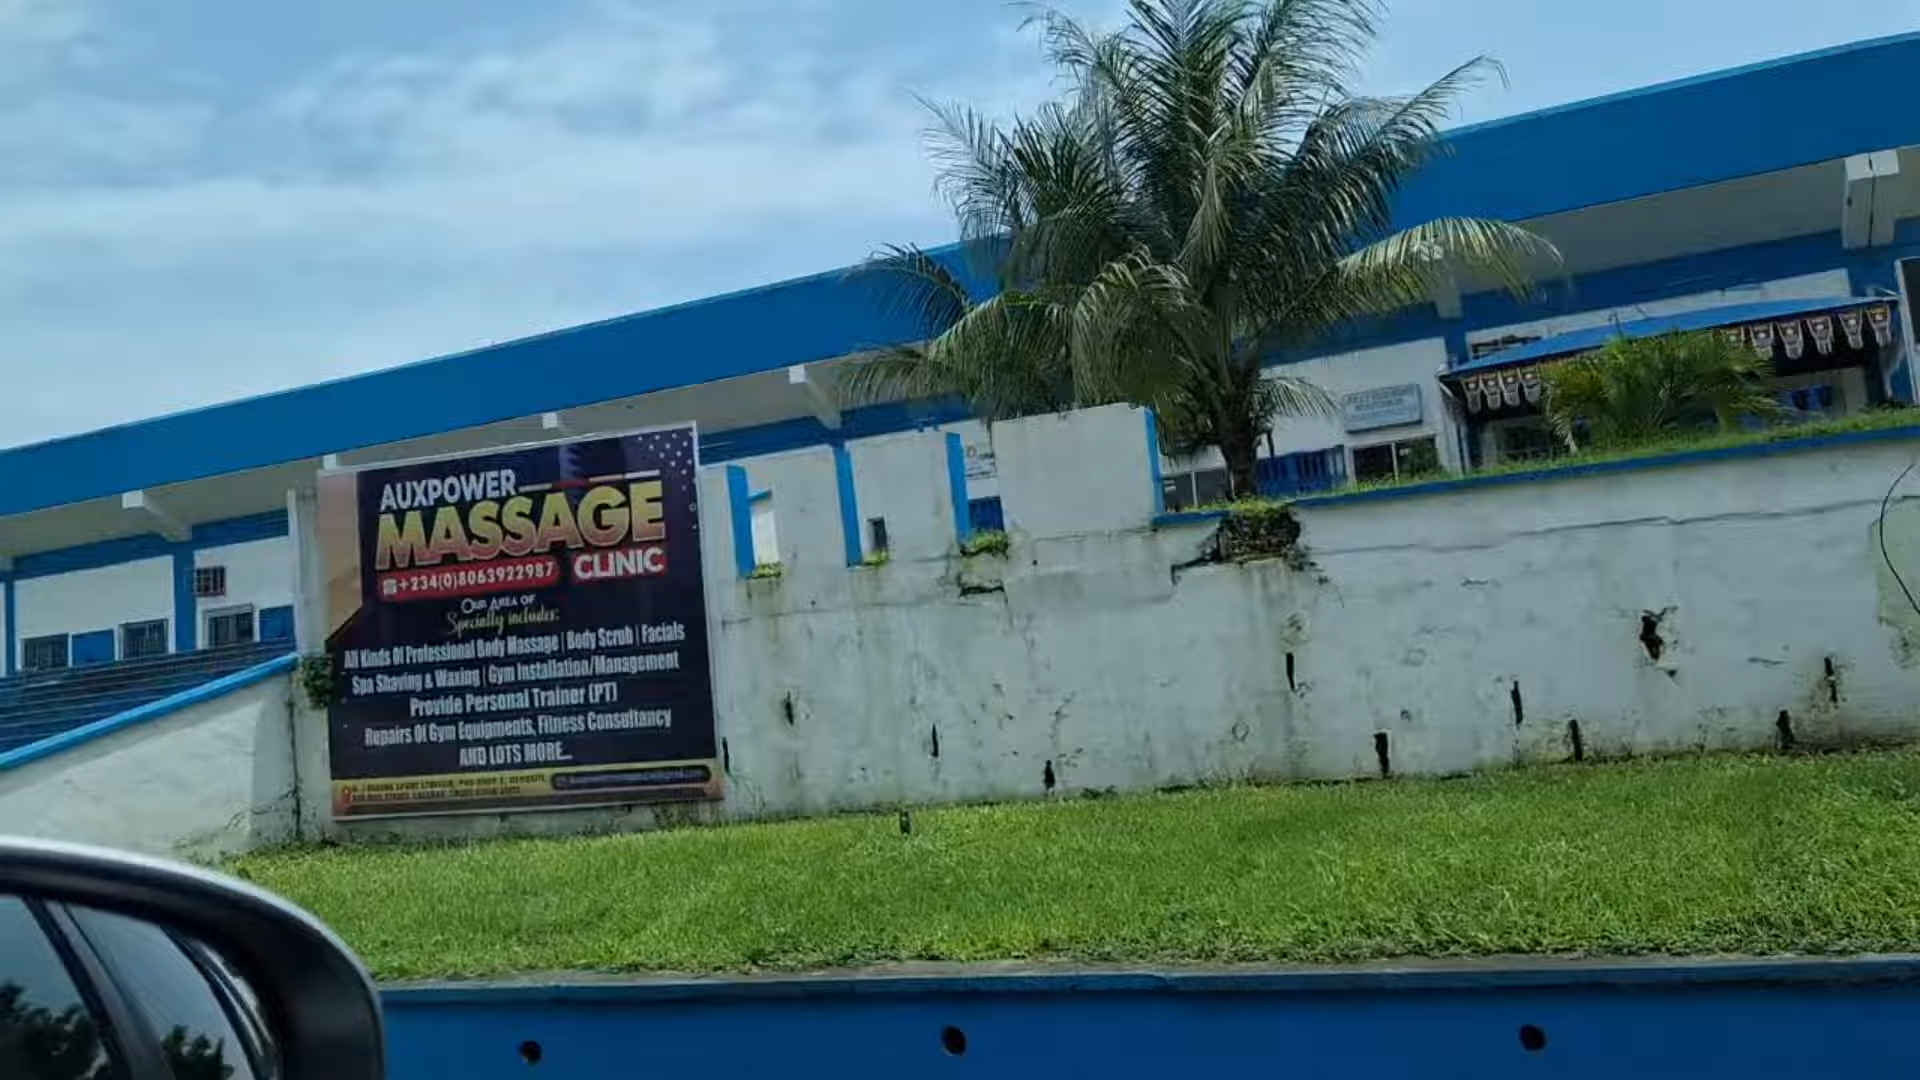 AUXPOWER
MASSAGE
CLINIC
+234(0)8063922987
OUR AREA OF
Specialty includes:
All Kinds Of Professional Body Massage | Body Scrub | Facials
Spa Shaving & Waxing | Gym Installation/Management
Provide Personal Trainer (PT)
Repairs Of Gym Equipments, Fitness Consultancy
AND LOTS MORE...